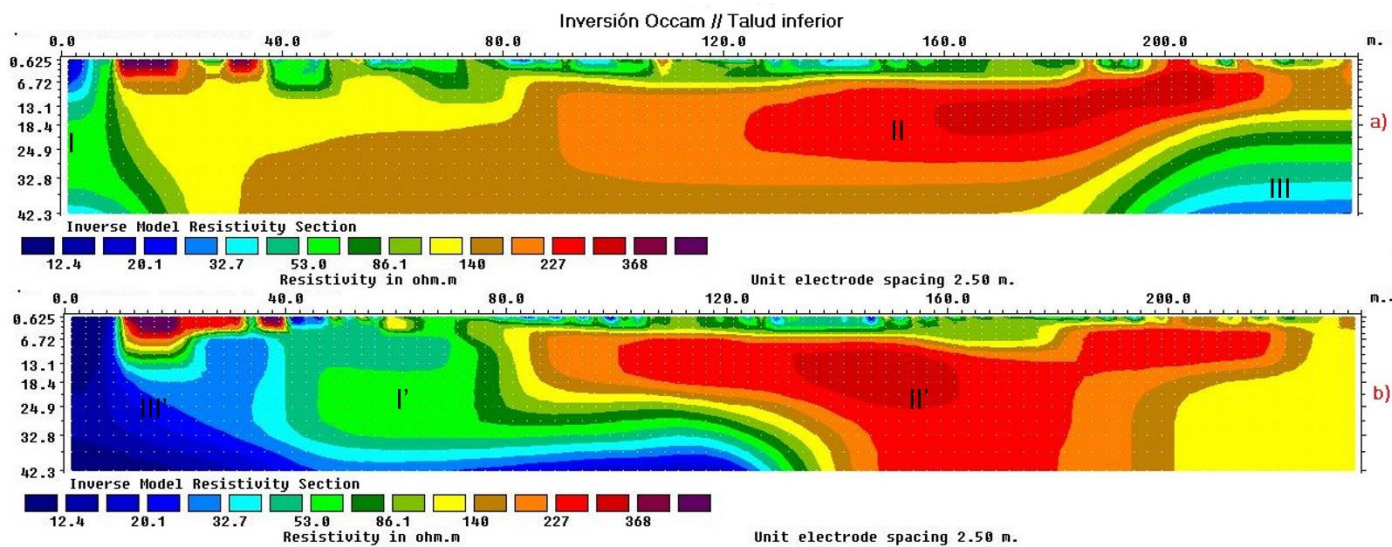 Inversión Occam // Talud inferior
0.0 40.0 80.0 120.0 160.0 200.0 m.
0.625
6.72
13.1
18.4
24.9
32.8
42.3
I
II
III
a)
Inverse Model Resistivity Section
12.4 20.1 32.7 53.0 86.1 140 227 368
Resistivity in ohm.m Unit electrode spacing 2.50 m.
0.0 40.0 80.0 120.0 160.0 200.0 m.
0.625
6.72
13.1
18.4
24.9
32.8
42.3
III'
I'
II'
b)
Inverse Model Resistivity Section
12.4 20.1 32.7 53.0 86.1 140 227 368
Resistivity in ohm.m Unit electrode spacing 2.50 m.